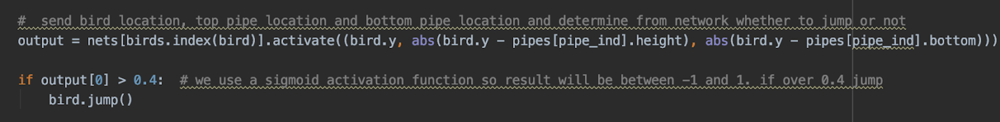 #  send bird location, top pipe location and bottom pipe location and determine from network whether to jump or not
output = nets[birds.index(bird)].activate((bird.y, abs(bird.y - pipes[pipe_ind].height), abs(bird.y - pipes[pipe_ind].bottom)))
if output[0] > 0.4:  # we use a sigmoid activation function so result will be between -1 and 1. if over 0.4 jump
    bird.jump()